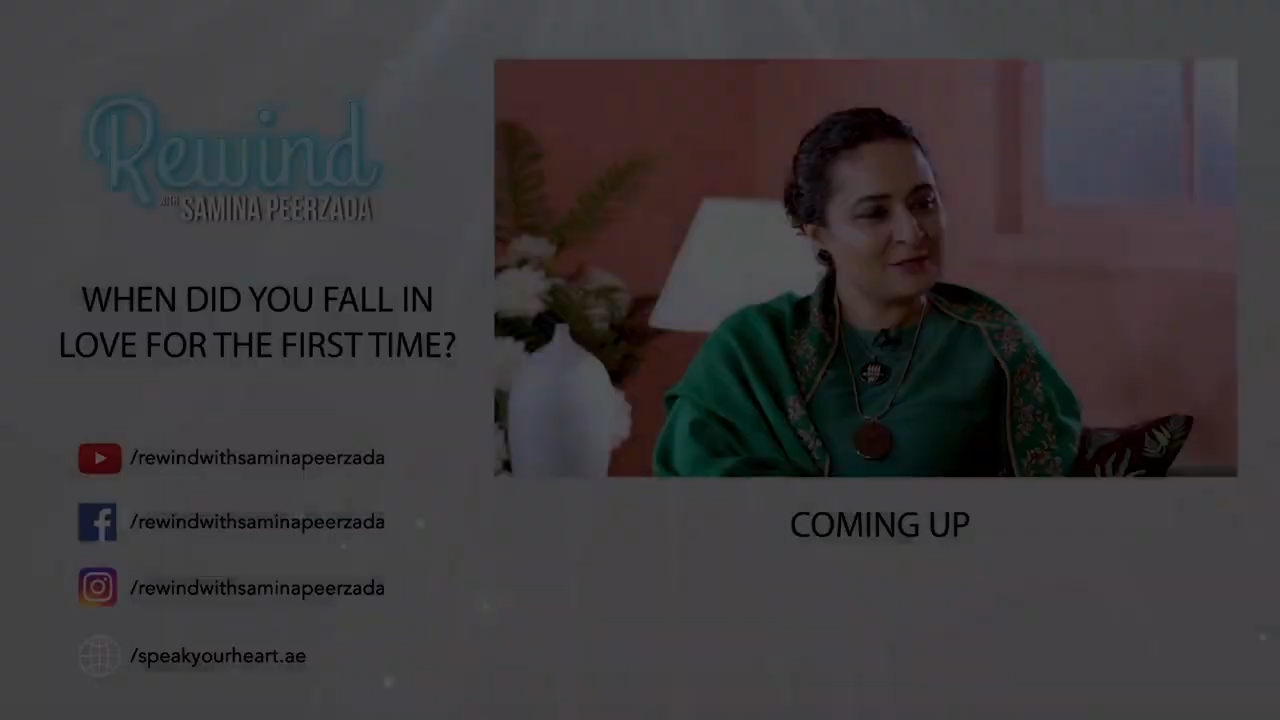 Rewind
WITH SAMINA PEERZADA
WHEN DID YOU FALL IN
LOVE FOR THE FIRST TIME?
/rewindwithsaminapeerzada
/rewindwithsaminapeerzada
/rewindwithsaminapeerzada
/speakyourheart.ae
COMING UP